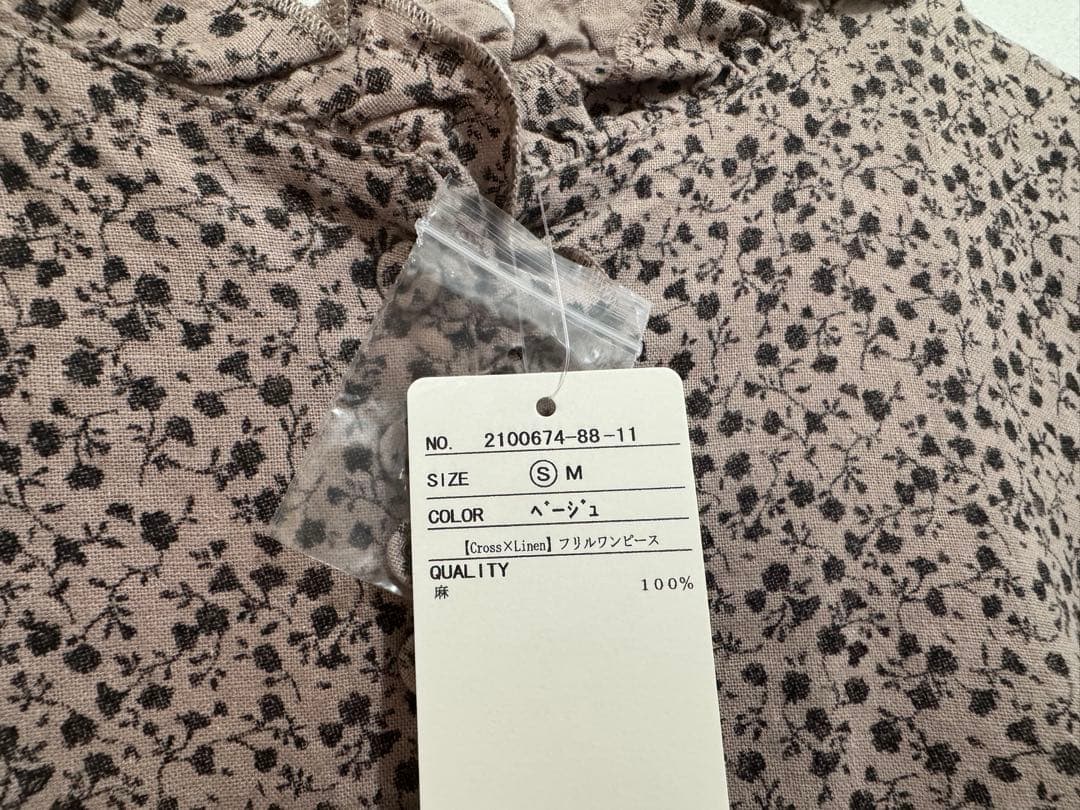 NO. 2100674-88-11
SIZE Ⓢ M
COLOR ﾍﾞｰｼﾞｭ
【Cross×Linen】フリルワンピース
QUALITY
麻 100%